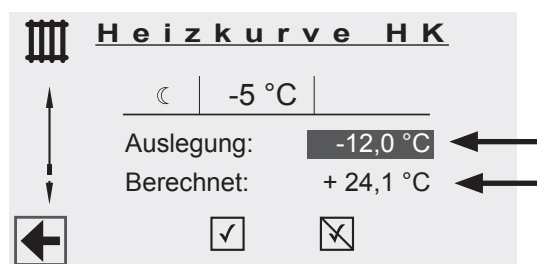 Heizkurve HK
☾ -5 °C
Auslegung: -12,0 °C
Berechnet: + 24,1 °C